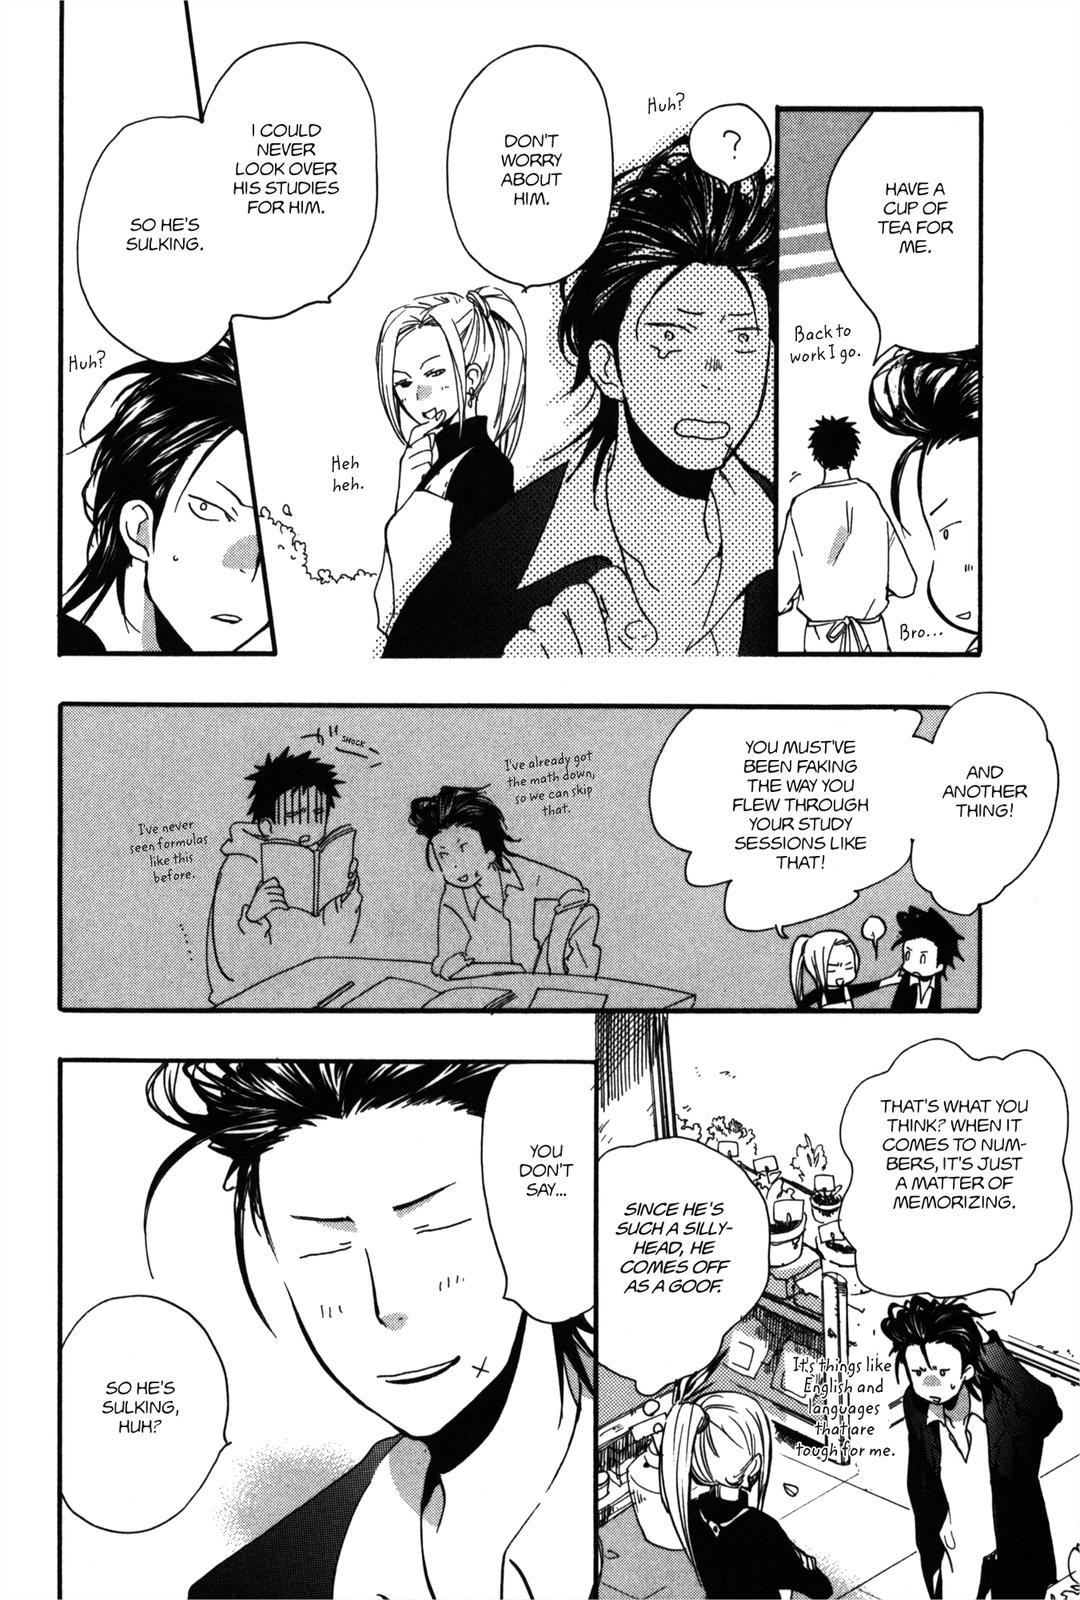 HAVE A
CUP OF
TEA FOR
ME.
Back to
work I go.
Bro...
?
Huh?
DON'T
WORRY
ABOUT
HIM.
Heh
heh.
I COULD
NEVER
LOOK OVER
HIS STUDIES
FOR HIM.
SO HE'S
SULKING.
Huh?
AND
ANOTHER
THING!
YOU MUST'VE
BEEN FAKING
THE WAY YOU
FLEW THROUGH
YOUR STUDY
SESSIONS LIKE
THAT!
I've already got
the math down,
so we can skip
that.
SHOCK
I've never
seen formulas
like this
before.
THAT'S WHAT YOU
THINK? WHEN IT
COMES TO NUM-
BERS, IT'S JUST
A MATTER OF
MEMORIZING.
It's things like
English and
languages
that are
tough for me.
SINCE HE'S
SUCH A SILLY-
HEAD, HE
COMES OFF
AS A GOOF.
YOU
DON'T
SAY...
SO HE'S
SULKING,
HUH?